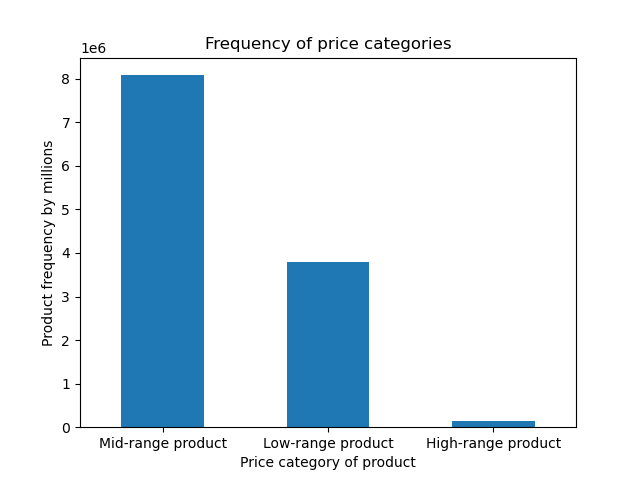 Frequency of price categories
1e6
8
7
6
5
4
3
2
1
0
Product frequency by millions
Mid-range product
Low-range product
High-range product
Price category of product